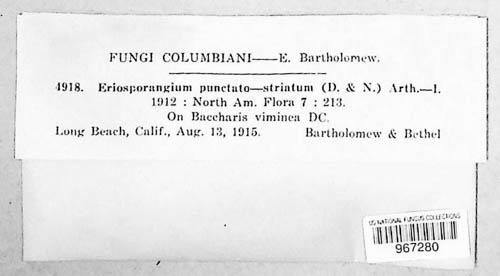 FUNGI COLUMBIANI—E. Bartholomew.
4918. Eriosporangium punctato—striatum (D. & N.) Arth.—I.
1912 : North Am. Flora 7 : 213.
On Baccharis viminea DC.
Long Beach, Calif., Aug. 13, 1915. Bartholomew & Bethel
US NATIONAL FUNGUS COLLECTIONS
967280